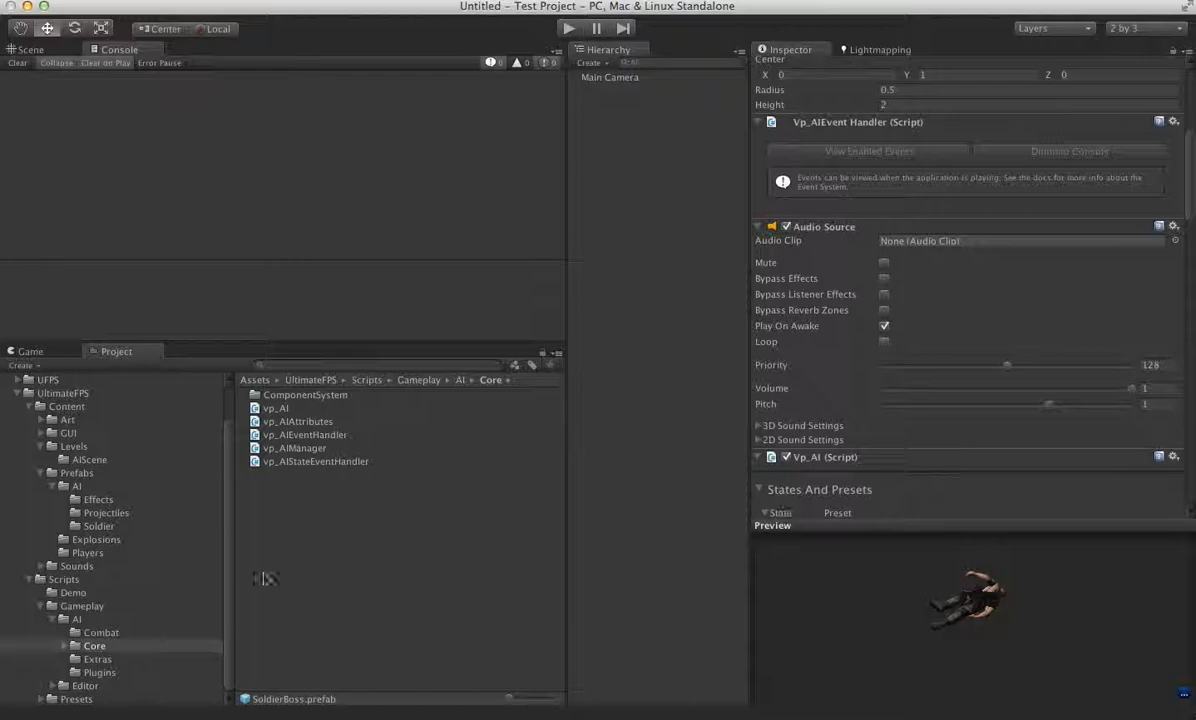 Untitled - Test Project - PC, Mac & Linux Standalone
Center Local Layers 2 by 3
Scene Console Hierarchy Inspector Lightmapping
Clear Collapse Clear on Play Error Pause 0 0 0 Create
Main Camera
Center
X 0 Y 1 Z 0
Radius 0.5
Height 2
Vp_AIEvent Handler (Script)
View Enabled Events
Events can be viewed when the application is playing. See the docs for more info about the
Event System.
Audio Source
Audio Clip None (Audio Clip)
Mute
Bypass Effects
Bypass Listener Effects
Bypass Reverb Zones
Play On Awake
Loop
Priority 128
Volume 1
Pitch 1
3D Sound Settings
2D Sound Settings
Vp_AI (Script)
States And Presets
State Preset
Preview
Game Project
Create
UFPS
UltimateFPS
Content
Art
GUI
Levels
AIScene
Prefabs
AI
Effects
Projectiles
Soldier
Explosions
Players
Sounds
Scripts
Demo
Gameplay
AI
Combat
Core
Extras
Plugins
Editor
Presets
Assets UltimateFPS Scripts Gameplay AI Core
ComponentSystem
vp_AI
vp_AIAttributes
vp_AIEventHandler
vp_AIManager
vp_AIStateEventHandler
SoldierBoss.prefab